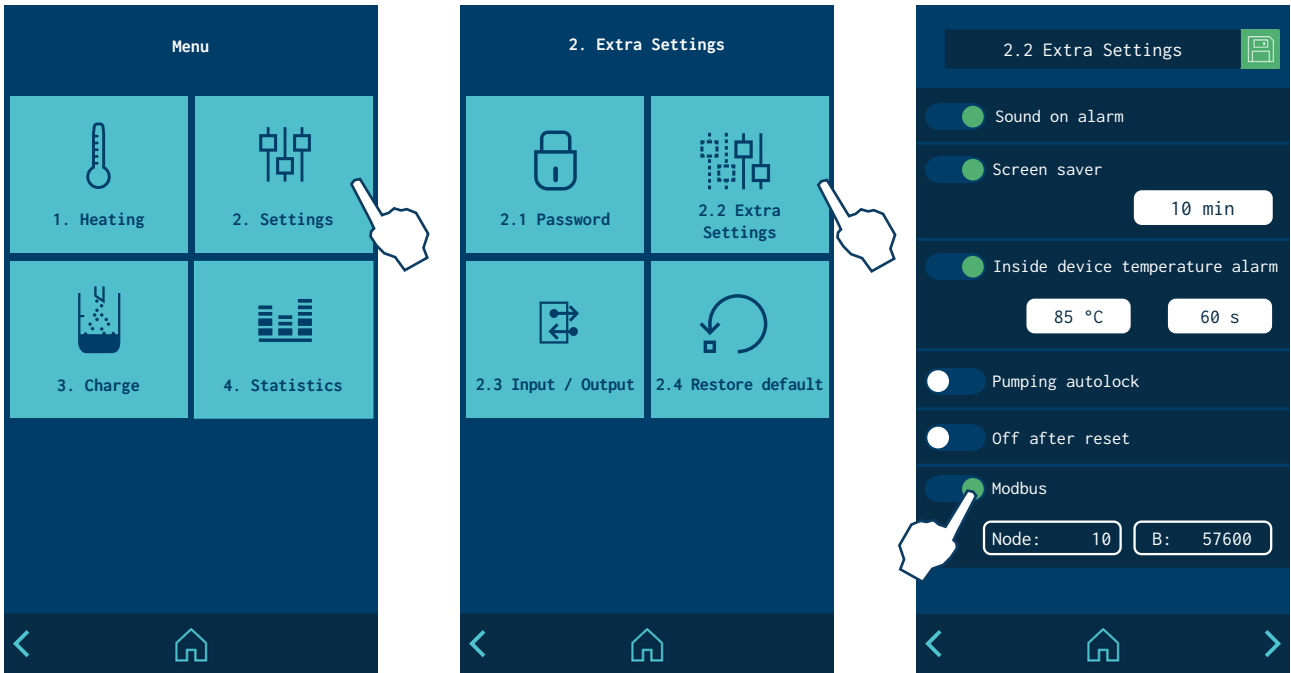 Menu
1. Heating
2. Settings
3. Charge
4. Statistics
2. Extra Settings
2.1 Password
2.2 Extra
Settings
2.3 Input / Output
2.4 Restore default
2.2 Extra Settings
Sound on alarm
Screen saver
10 min
Inside device temperature alarm
85 °C
60 s
Pumping autolock
Off after reset
Modbus
Node: 10
B: 57600